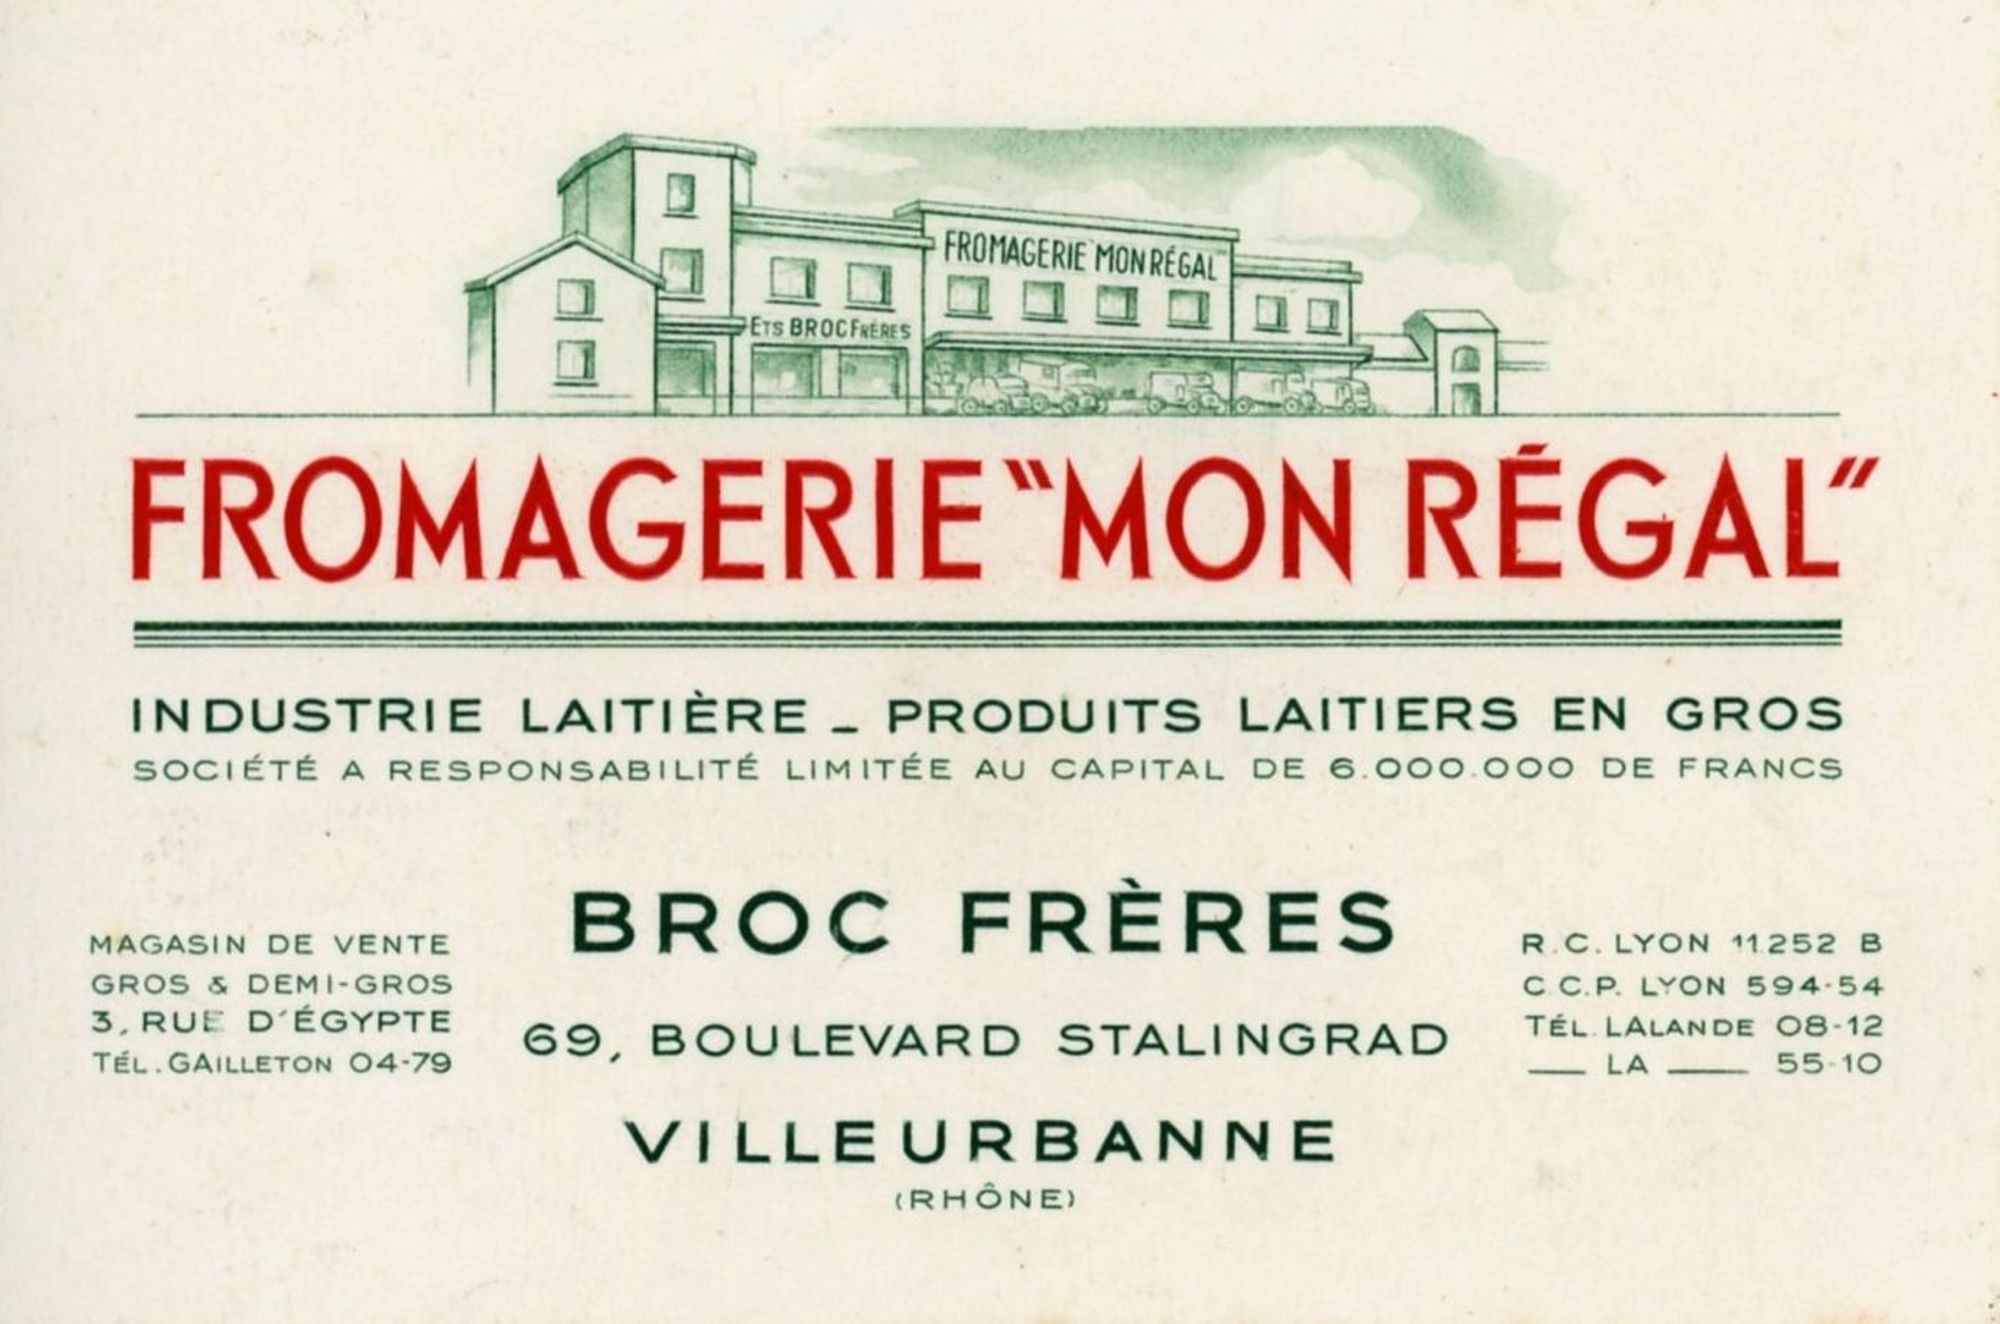 FROMAGERIE "MON RÉGAL"
ETS BROC FRÈRES
FROMAGERIE "MON RÉGAL"
INDUSTRIE LAITIÈRE _ PRODUITS LAITIERS EN GROS
SOCIÉTÉ A RESPONSABILITÉ LIMITÉE AU CAPITAL DE 6.000.000 DE FRANCS
MAGASIN DE VENTE
GROS & DEMI-GROS
3, RUE D'ÉGYPTE
TÉL. GAILLETON 04-79
BROC FRÈRES
69, BOULEVARD STALINGRAD
VILLEURBANNE
(RHÔNE)
R.C. LYON 11.252 B
C.C.P. LYON 594-54
TÉL. LALANDE 08-12
— LA — 55-10